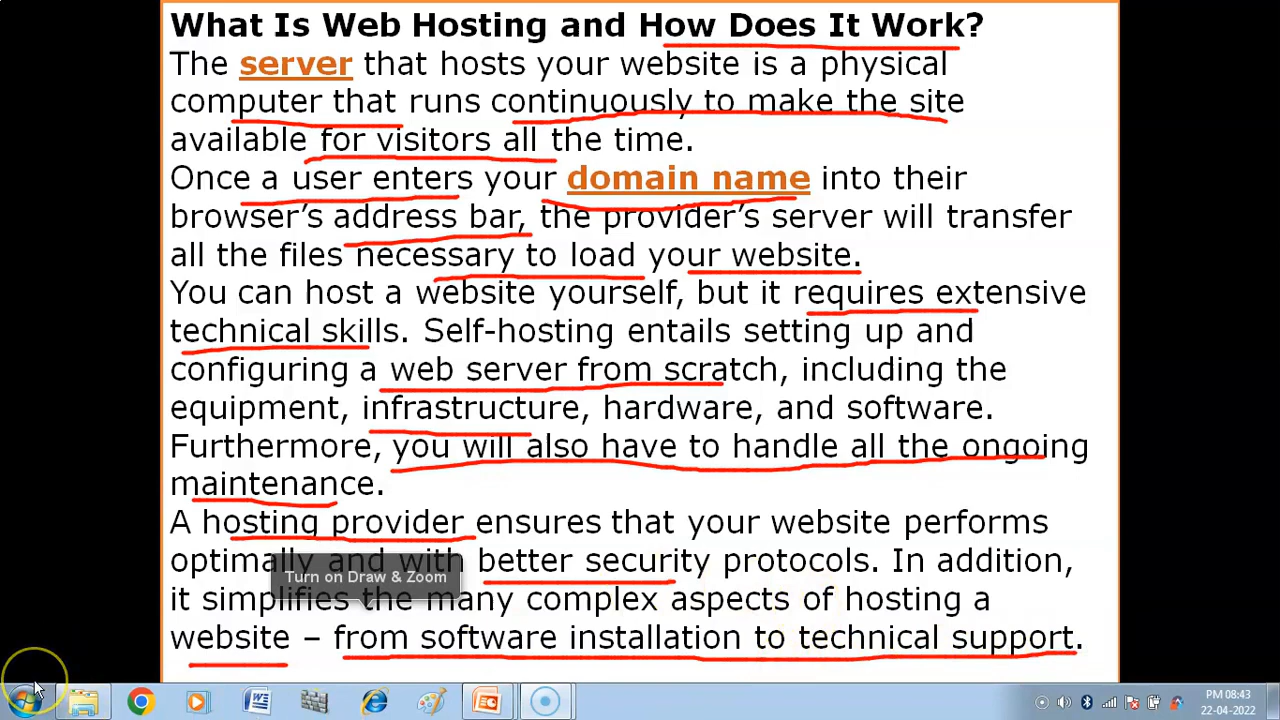 What Is Web Hosting and How Does It Work?
The server that hosts your website is a physical
computer that runs continuously to make the site
available for visitors all the time.
Once a user enters your domain name into their
browser's address bar, the provider's server will transfer
all the files necessary to load your website.
You can host a website yourself, but it requires extensive
technical skills. Self-hosting entails setting up and
configuring a web server from scratch, including the
equipment, infrastructure, hardware, and software.
Furthermore, you will also have to handle all the ongoing
maintenance.
A hosting provider ensures that your website performs
optimally and with better security protocols. In addition,
Turn on Draw & Zoom
it simplifies the many complex aspects of hosting a
website – from software installation to technical support.
PM 08:43
22-04-2022